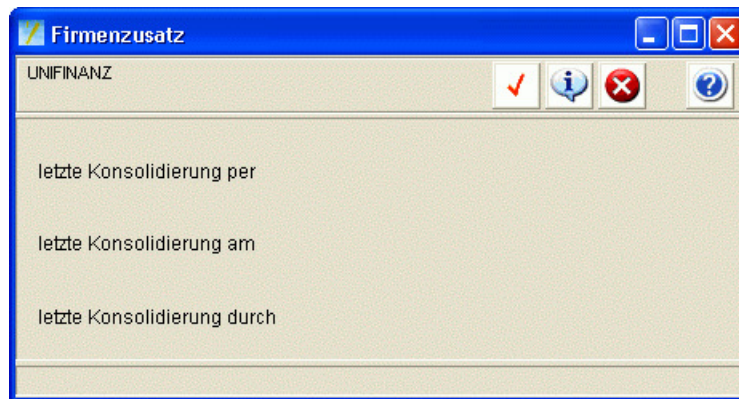 Firmenzusatz
UNIFINANZ
letzte Konsolidierung per
letzte Konsolidierung am
letzte Konsolidierung durch